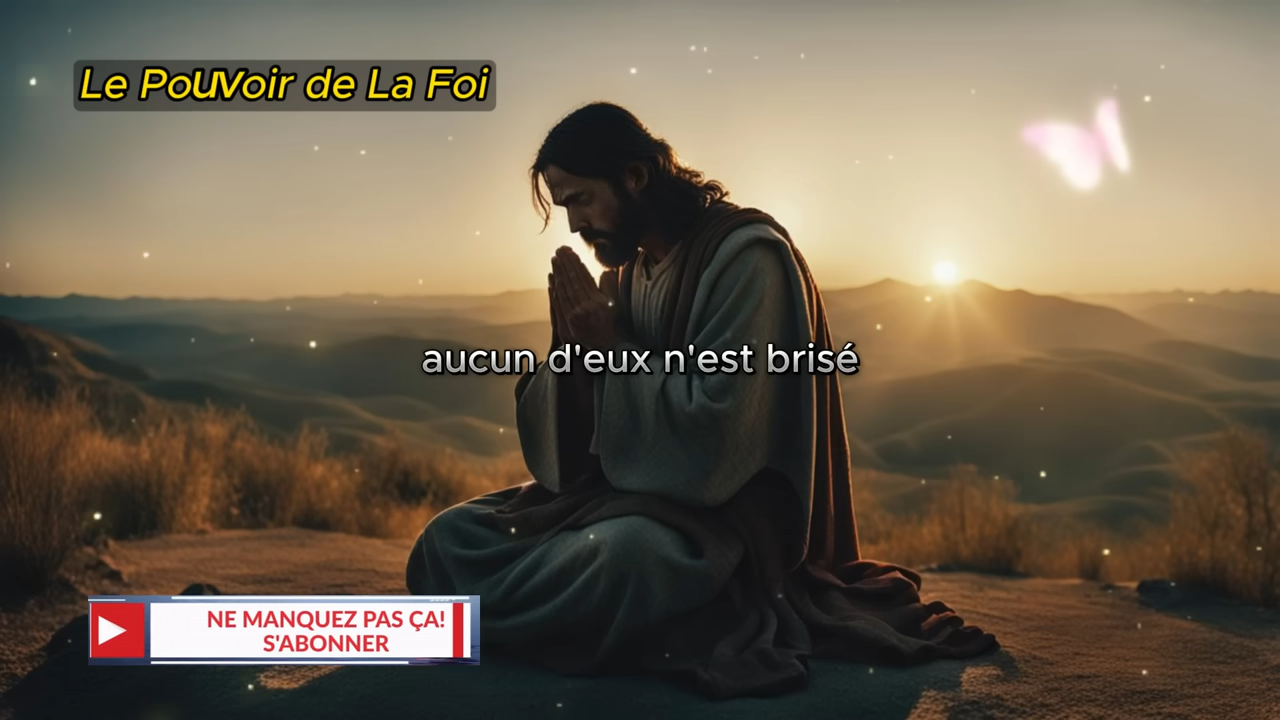 Le Pouvoir de La Foi
aucun d'eux n'est brisé
NE MANQUEZ PAS ÇA!
S'ABONNER